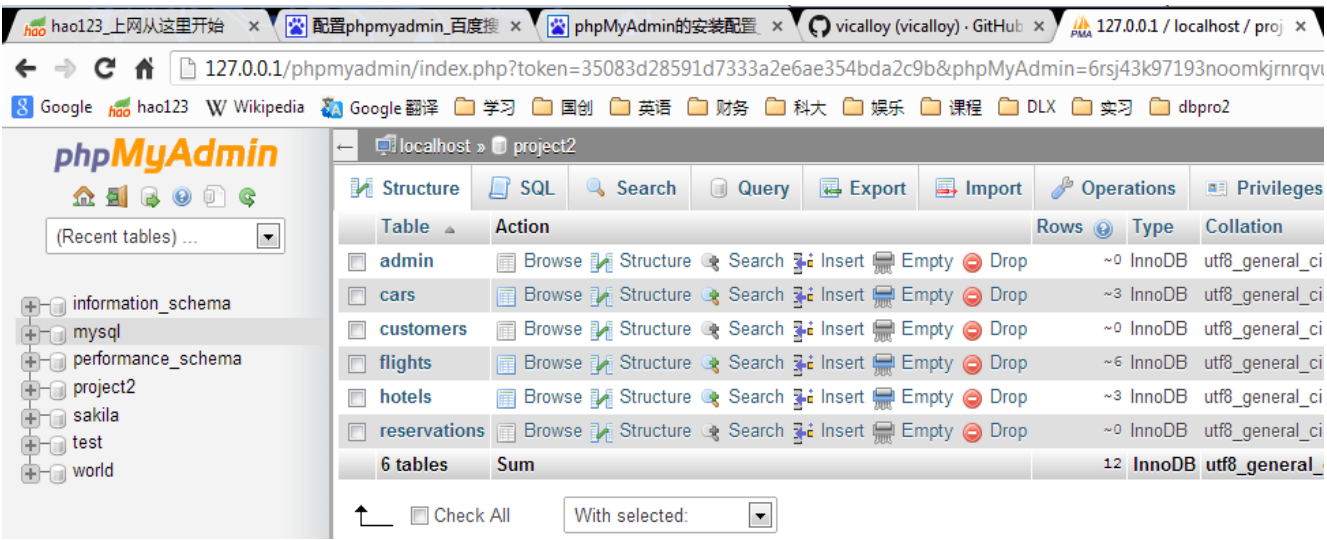 hao123_上网从这里开始 × 配置phpmyadmin_百度搜 × phpMyAdmin的安装配置_ × vicalloy (vicalloy) · GitHub × 127.0.0.1 / localhost / proj ×
127.0.0.1/phpmyadmin/index.php?token=35083d28591d7333a2e6ae354bda2c9b&phpMyAdmin=6rsj43k97193noomkjrnrqvu
Google hao123 Wikipedia Google 翻译 学习 国创 英语 财务 科大 娱乐 课程 DLX 实习 dbpro2
phpMyAdmin
(Recent tables) ...
information_schema
mysql
performance_schema
project2
sakila
test
world
localhost » project2
Structure SQL Search Query Export Import Operations Privileges
Table Action Rows Type Collation
admin Browse Structure Search Insert Empty Drop ~0 InnoDB utf8_general_ci
cars Browse Structure Search Insert Empty Drop ~3 InnoDB utf8_general_ci
customers Browse Structure Search Insert Empty Drop ~0 InnoDB utf8_general_ci
flights Browse Structure Search Insert Empty Drop ~6 InnoDB utf8_general_ci
hotels Browse Structure Search Insert Empty Drop ~3 InnoDB utf8_general_ci
reservations Browse Structure Search Insert Empty Drop ~0 InnoDB utf8_general_ci
6 tables Sum 12 InnoDB utf8_general_
Check All With selected: